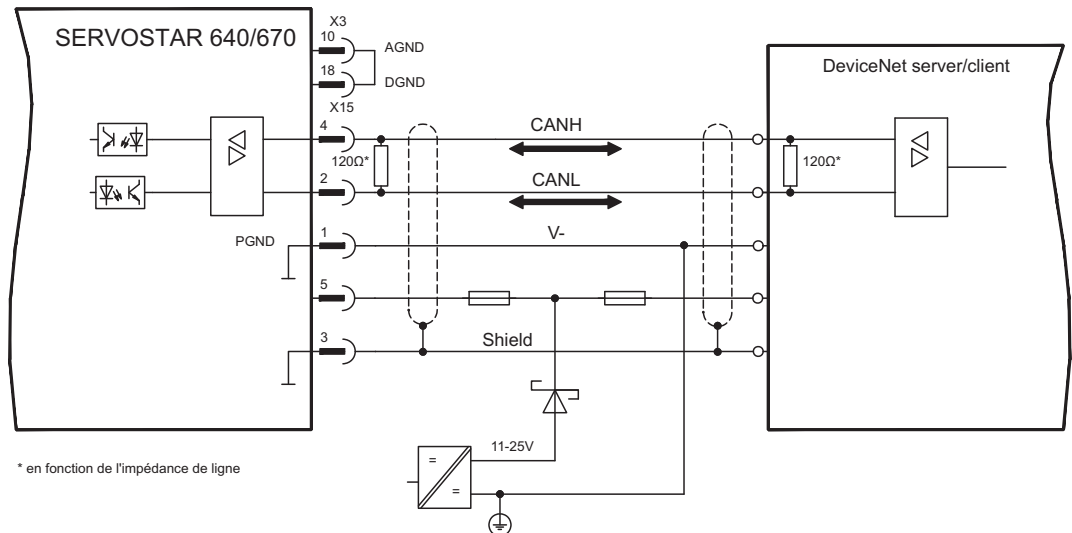 SERVOSTAR 640/670
X3
10
AGND
18
DGND
X15
DeviceNet server/client
4
CANH
120Ω*
120Ω*
2
CANL
PGND
1
V-
5
3
Shield
11-25V
=
=
* en fonction de l'impédance de ligne